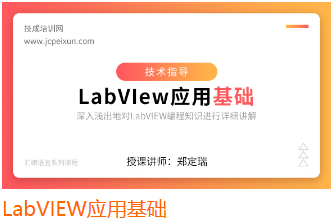 技成培训网
www.jcpeixun.com
技术指导
LabVIew应用基础
深入浅出地对LabVIEW编程知识进行详细讲解
汇编语言系列课程
授课讲师：郑定瑞
LabVIEW应用基础